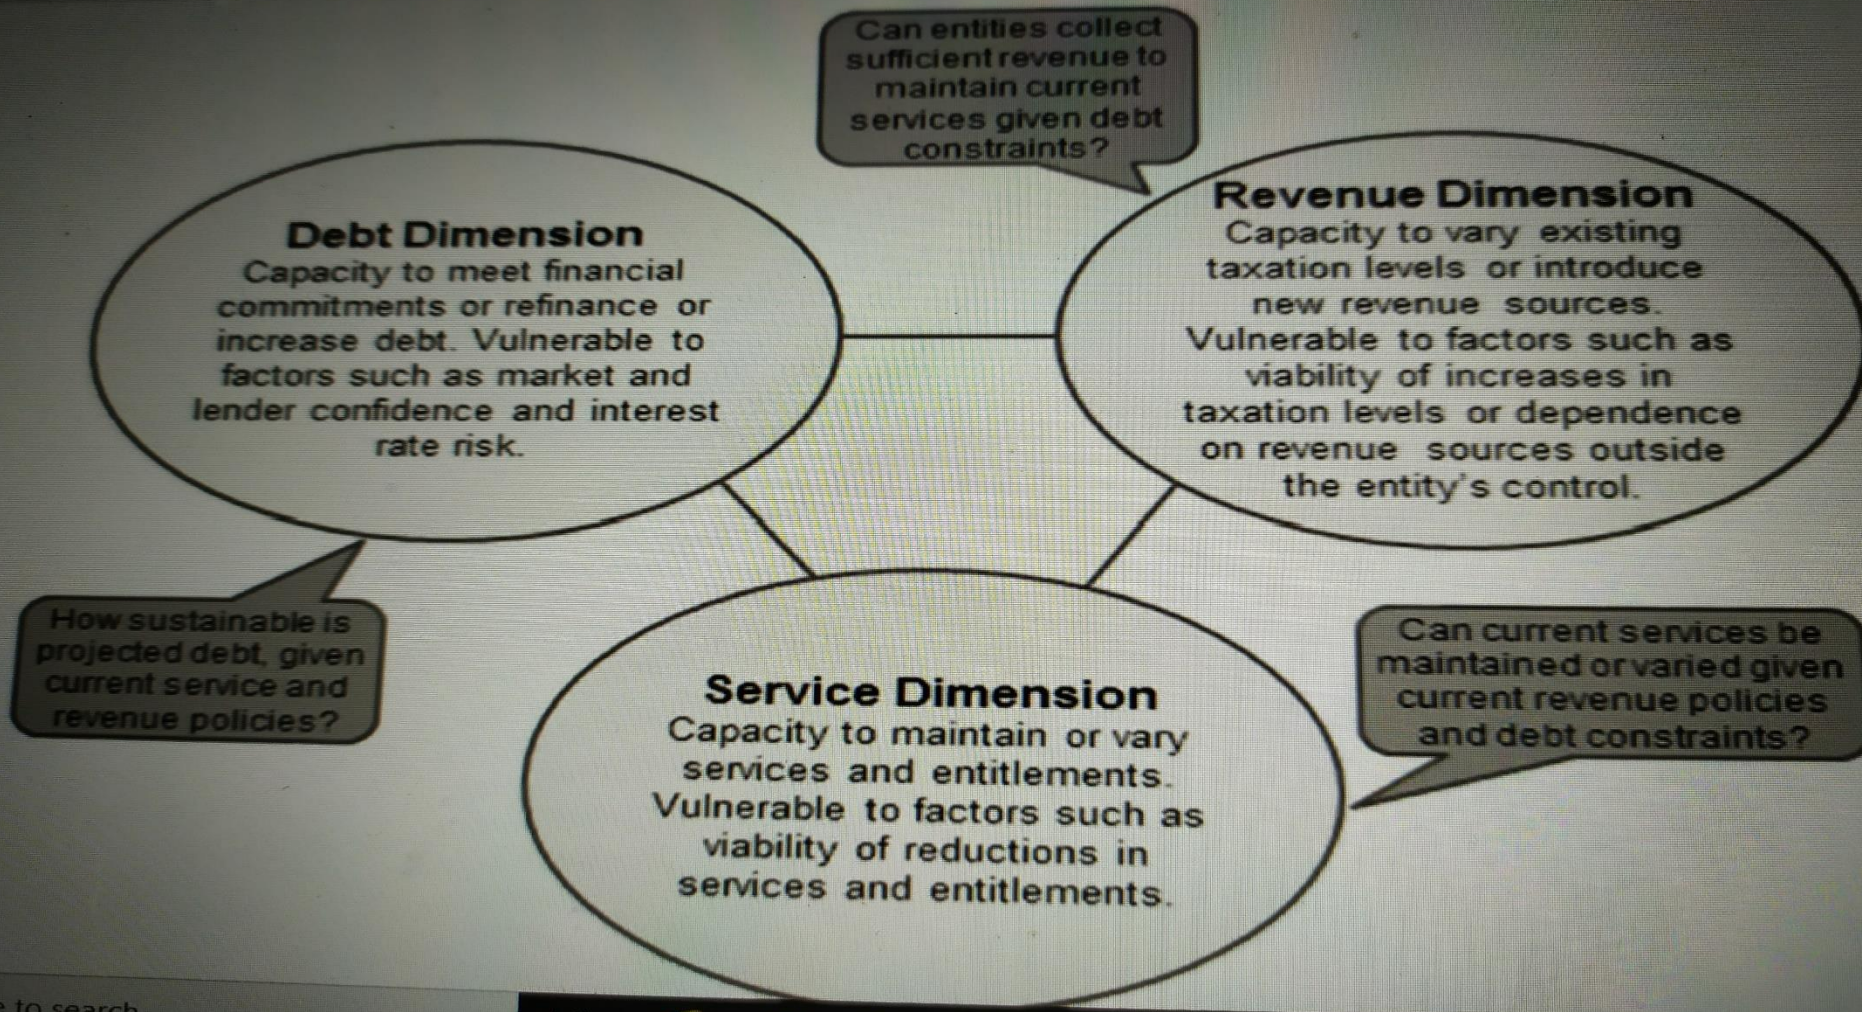 Can entities collect
sufficient revenue to
maintain current
services given debt
constraints?
Debt Dimension
Capacity to meet financial
commitments or refinance or
increase debt. Vulnerable to
factors such as market and
lender confidence and interest
rate risk.
Revenue Dimension
Capacity to vary existing
taxation levels or introduce
new revenue sources.
Vulnerable to factors such as
viability of increases in
taxation levels or dependence
on revenue sources outside
the entity's control.
How sustainable is
projected debt, given
current service and
revenue policies?
Service Dimension
Capacity to maintain or vary
services and entitlements.
Vulnerable to factors such as
viability of reductions in
services and entitlements.
Can current services be
maintained or varied given
current revenue policies
and debt constraints?
to search